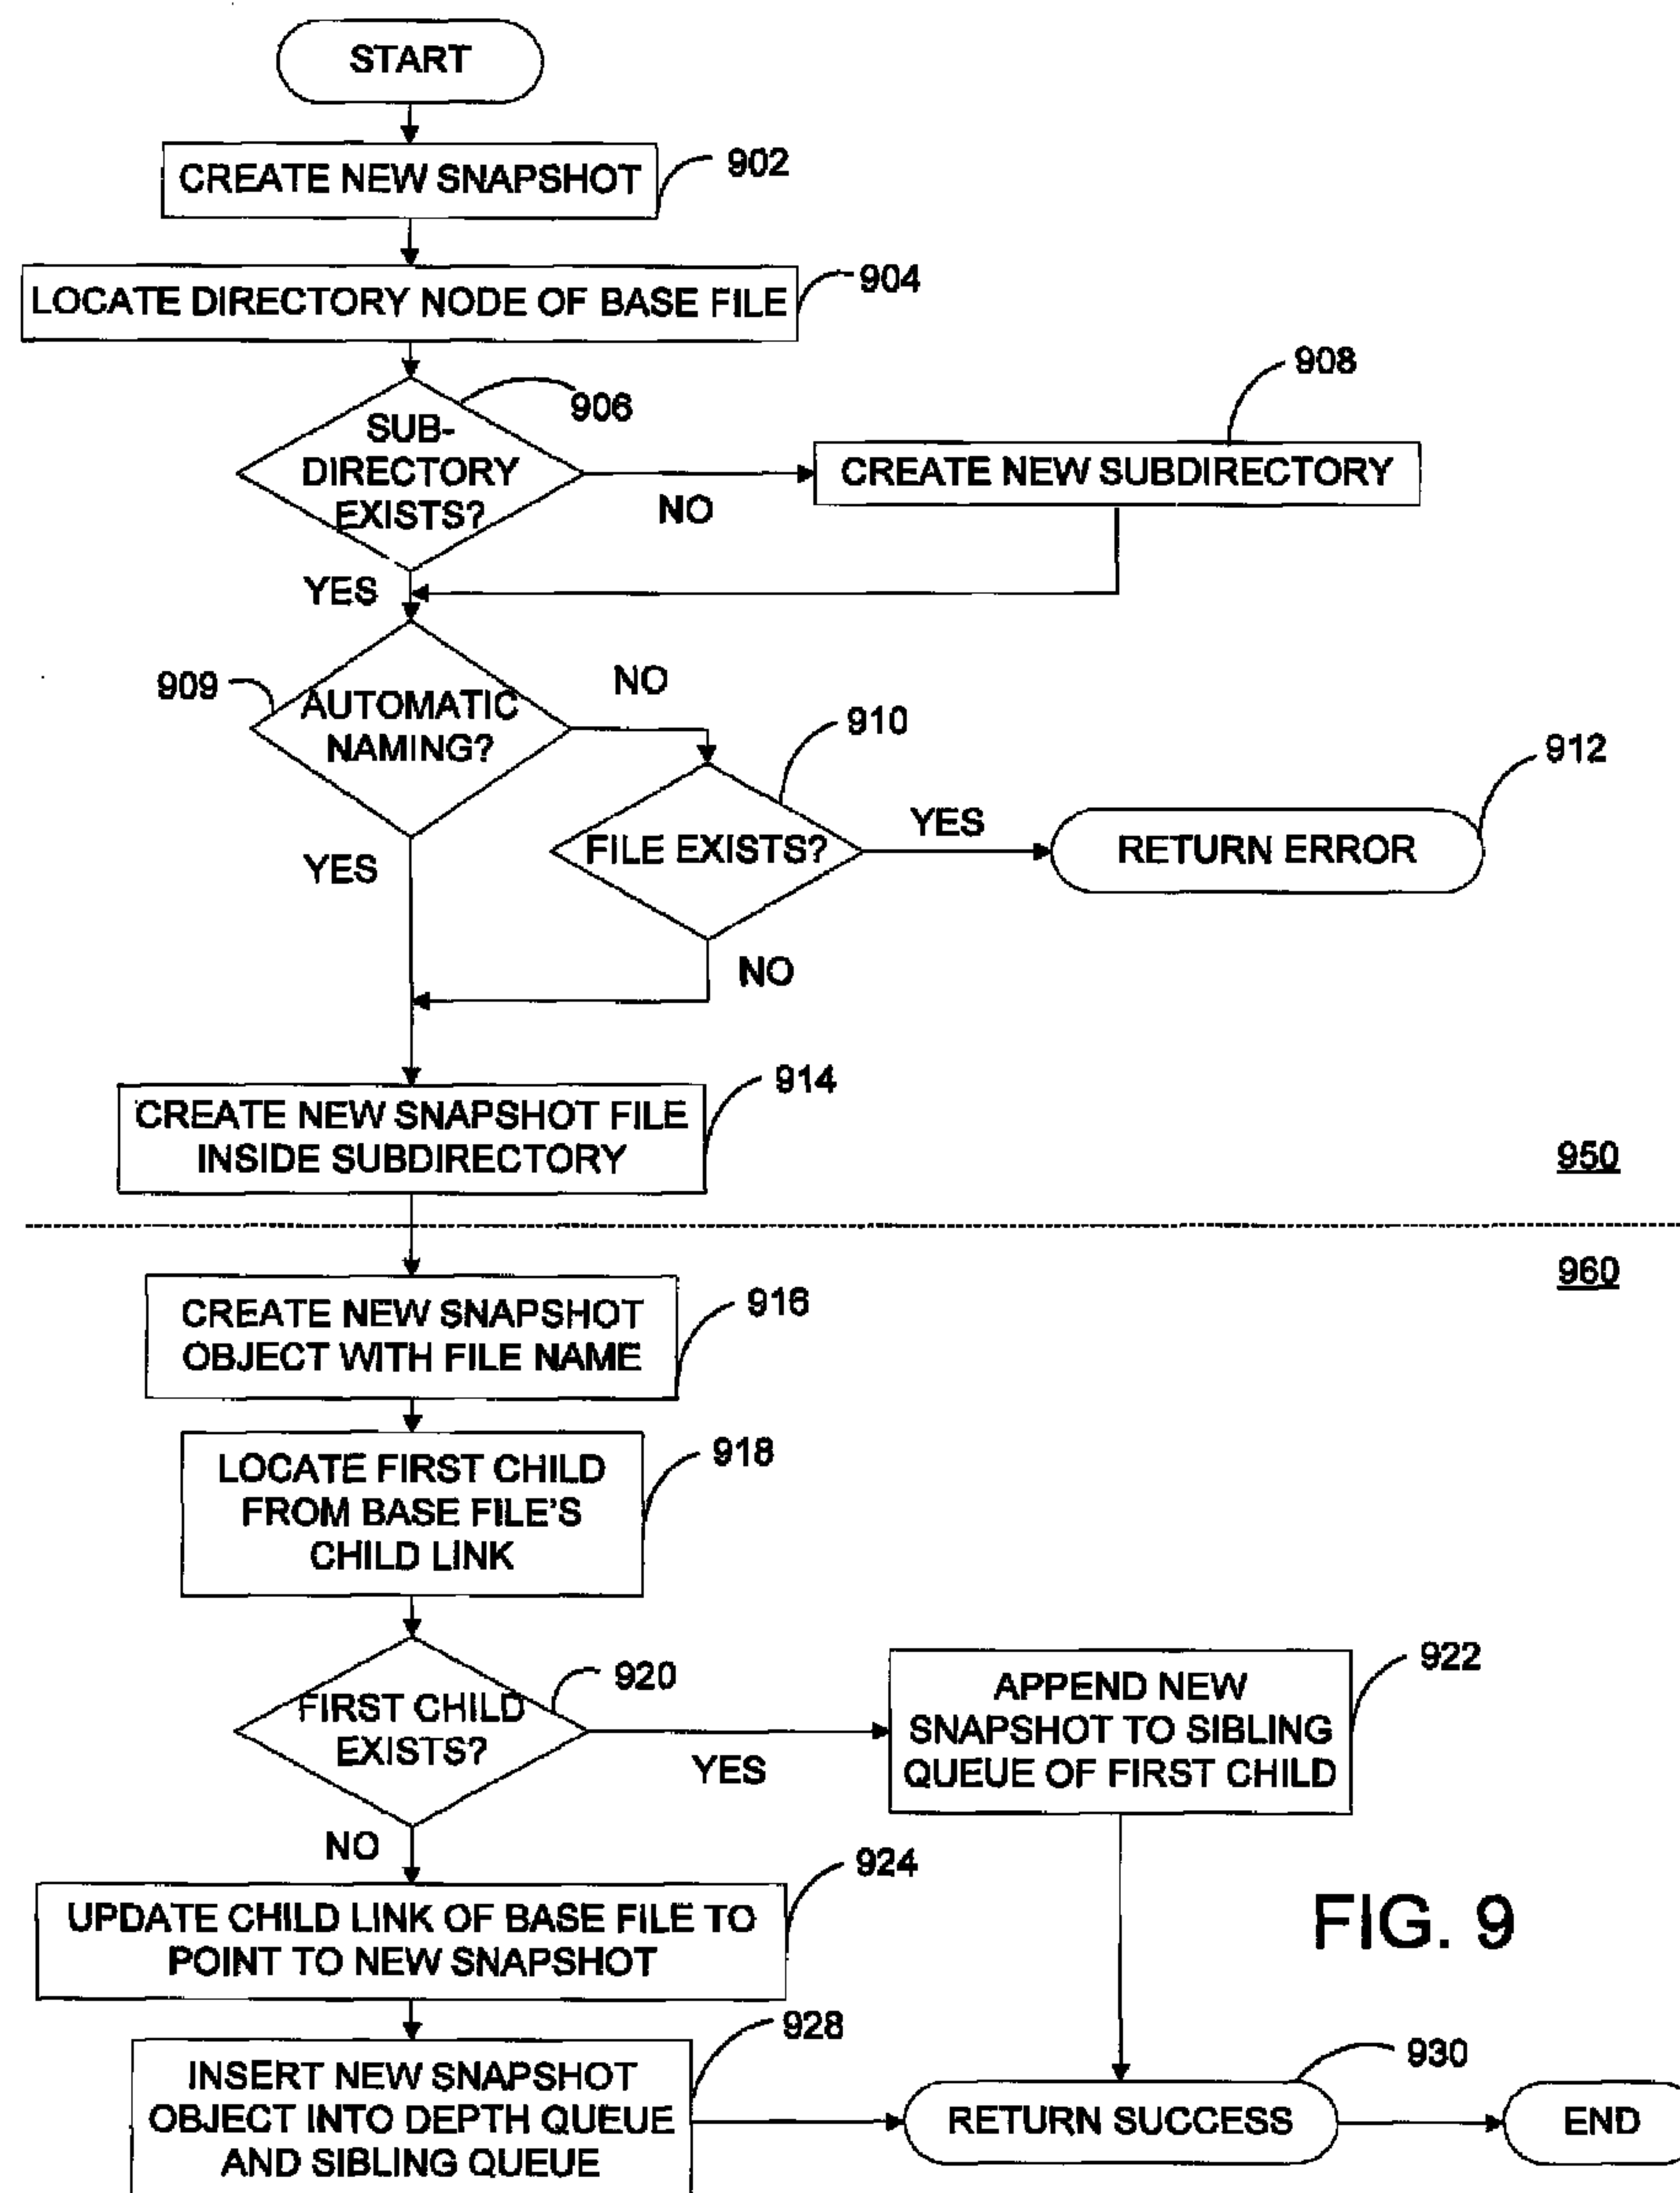 START
CREATE NEW SNAPSHOT
902
LOCATE DIRECTORY NODE OF BASE FILE
904
906
SUB-
DIRECTORY
EXISTS?
NO
908
CREATE NEW SUBDIRECTORY
YES
909
AUTOMATIC
NAMING?
NO
910
FILE EXISTS?
YES
912
RETURN ERROR
YES
NO
914
CREATE NEW SNAPSHOT FILE
INSIDE SUBDIRECTORY
950
960
916
CREATE NEW SNAPSHOT
OBJECT WITH FILE NAME
918
LOCATE FIRST CHILD
FROM BASE FILE'S
CHILD LINK
920
FIRST CHILD
EXISTS?
YES
922
APPEND NEW
SNAPSHOT TO SIBLING
QUEUE OF FIRST CHILD
NO
924
UPDATE CHILD LINK OF BASE FILE TO
POINT TO NEW SNAPSHOT
FIG. 9
928
INSERT NEW SNAPSHOT
OBJECT INTO DEPTH QUEUE
AND SIBLING QUEUE
930
RETURN SUCCESS
END